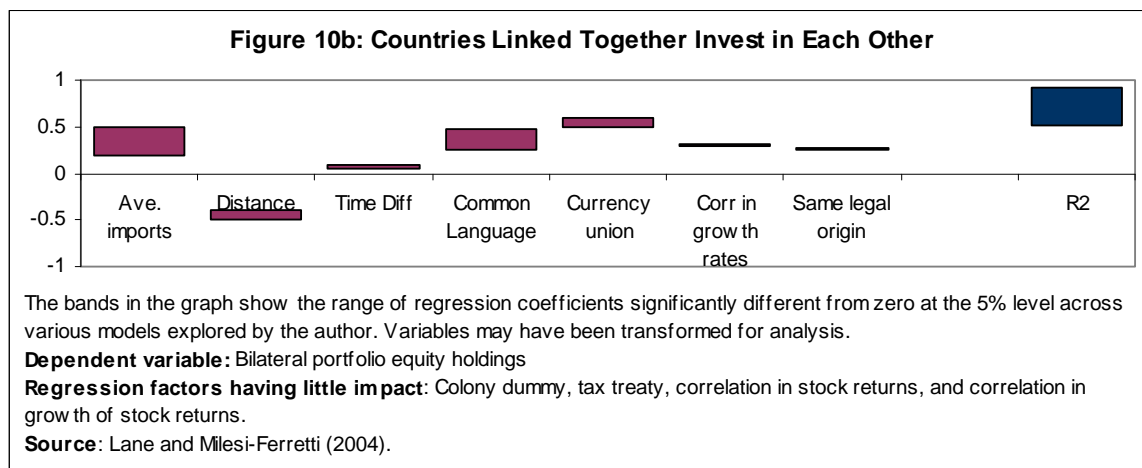 Figure 10b: Countries Linked Together Invest in Each Other
1
0.5
0
-0.5
-1
Ave. imports
Distance
Time Diff
Common Language
Currency union
Corr in growth rates
Same legal origin
R2
The bands in the graph show the range of regression coefficients significantly different from zero at the 5% level across
various models explored by the author. Variables may have been transformed for analysis.
Dependent variable: Bilateral portfolio equity holdings
Regression factors having little impact: Colony dummy, tax treaty, correlation in stock returns, and correlation in
growth of stock returns.
Source: Lane and Milesi-Ferretti (2004).